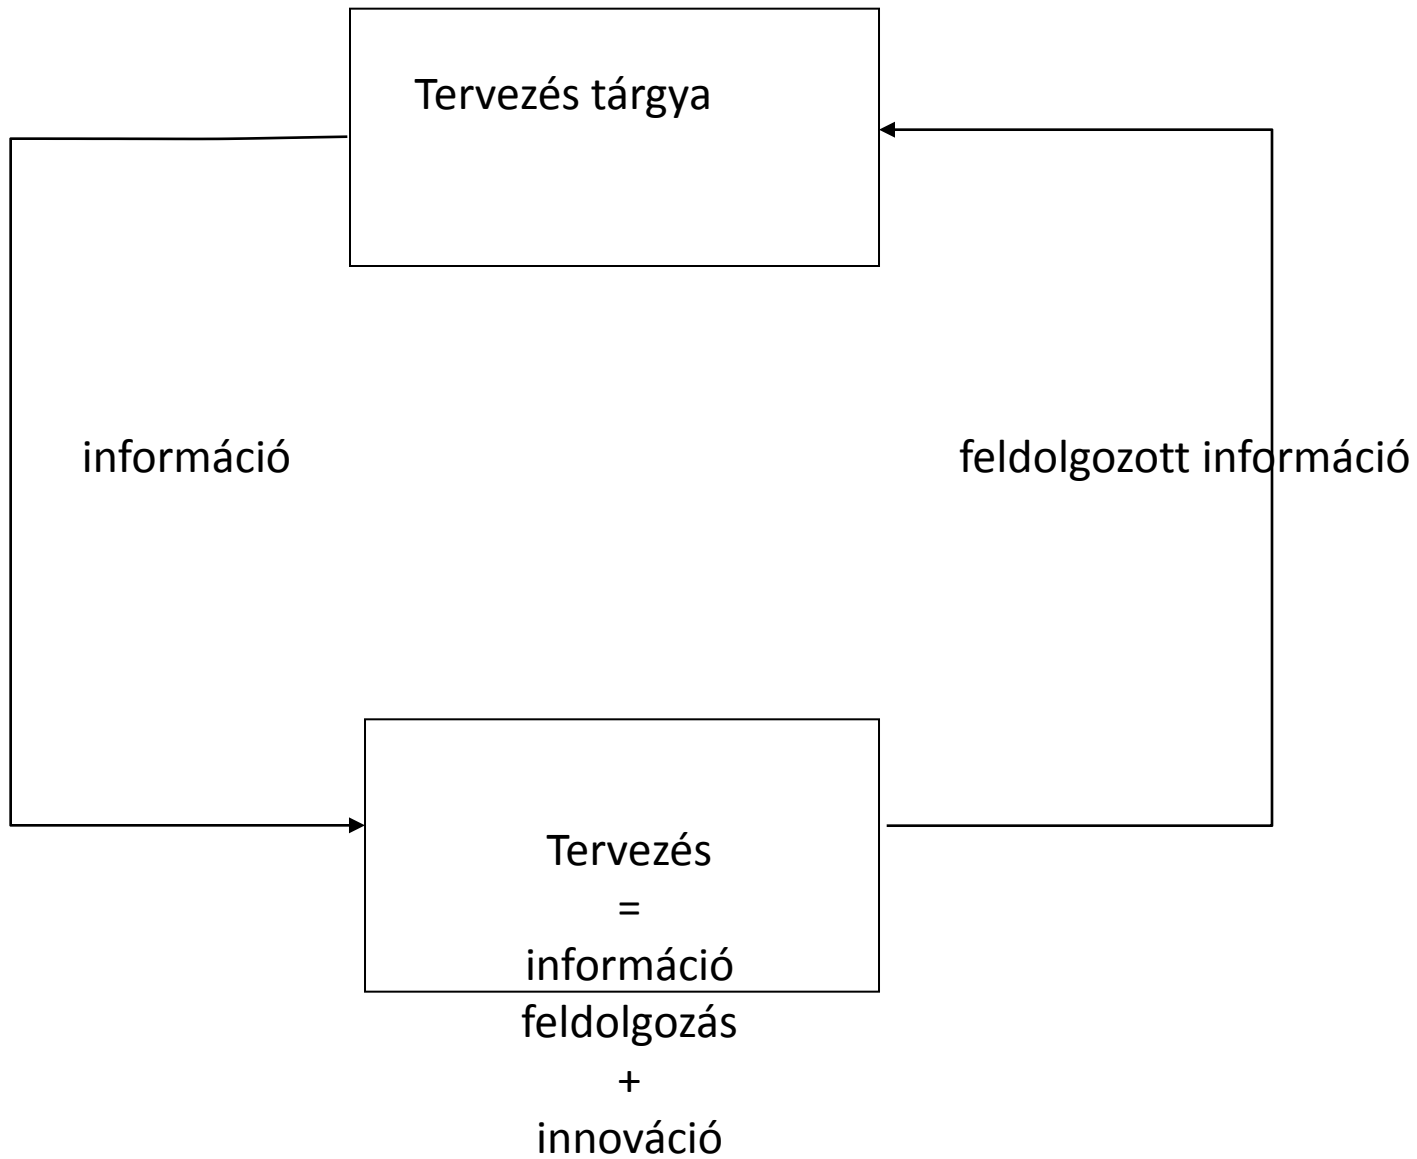 Tervezés tárgya
információ
feldolgozott információ
Tervezés
=
információ
feldolgozás
+
innováció